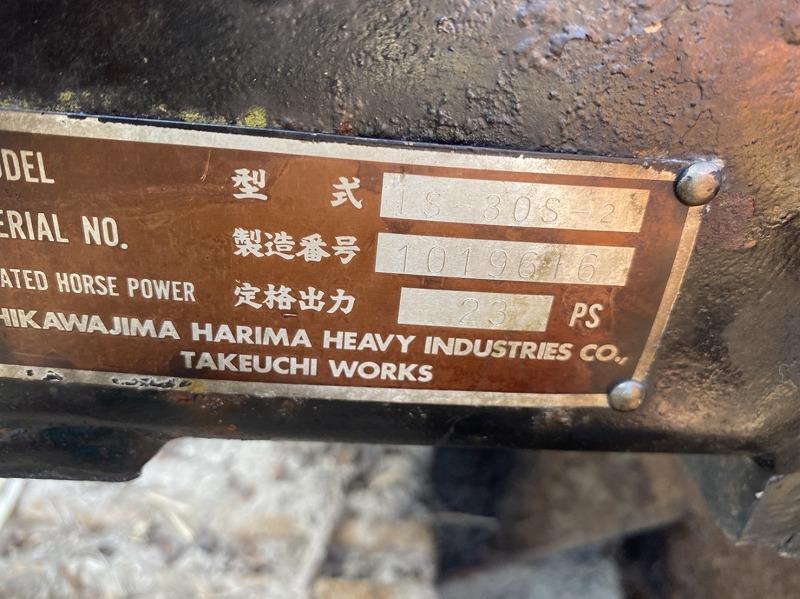 ODEL 型式 IS-30S-2
ERIAL NO. 製造番号 1019616
ATED HORSE POWER 定格出力 23 PS
HIKAWAJIMA HARIMA HEAVY INDUSTRIES CO.,
TAKEUCHI WORKS